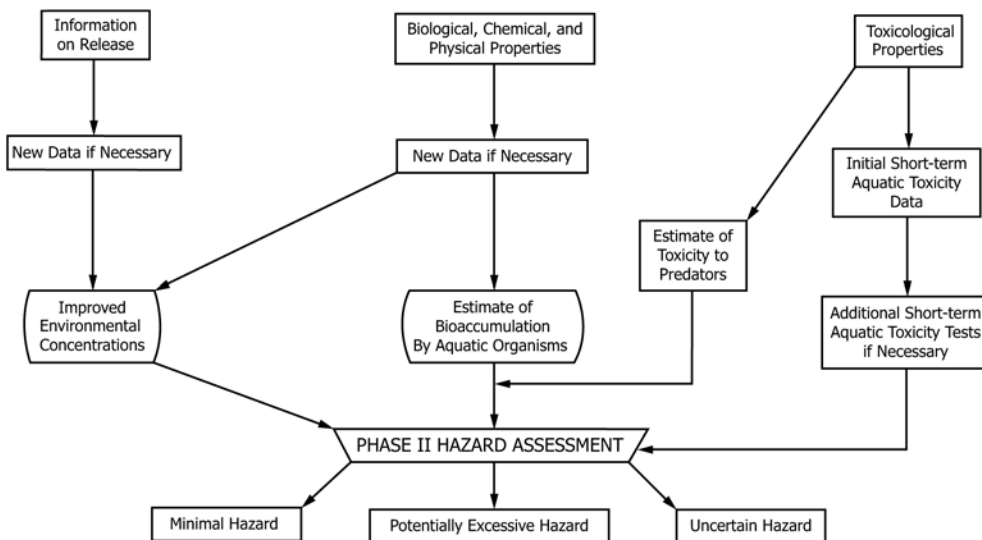 Information
on Release
Biological, Chemical, and
Physical Properties
Toxicological
Properties
New Data if Necessary
New Data if Necessary
Initial Short-term
Aquatic Toxicity
Data
Estimate of
Toxicity to
Predators
Improved
Environmental
Concentrations
Estimate of
Bioaccumulation
By Aquatic Organisms
Additional Short-term
Aquatic Toxicity Tests
if Necessary
PHASE II HAZARD ASSESSMENT
Minimal Hazard
Potentially Excessive Hazard
Uncertain Hazard